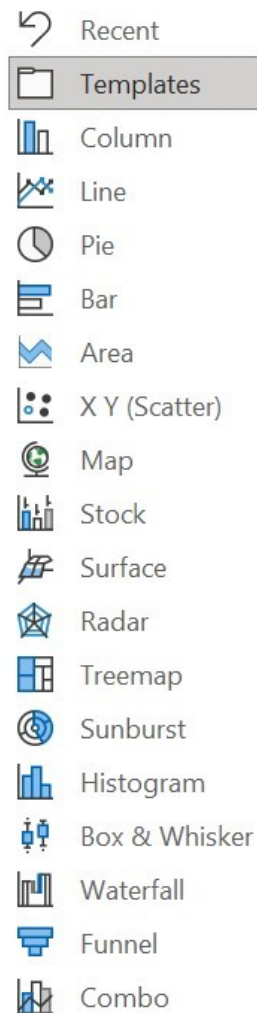 Recent
Templates
Column
Line
Pie
Bar
Area
X Y (Scatter)
Map
Stock
Surface
Radar
Treemap
Sunburst
Histogram
Box & Whisker
Waterfall
Funnel
Combo